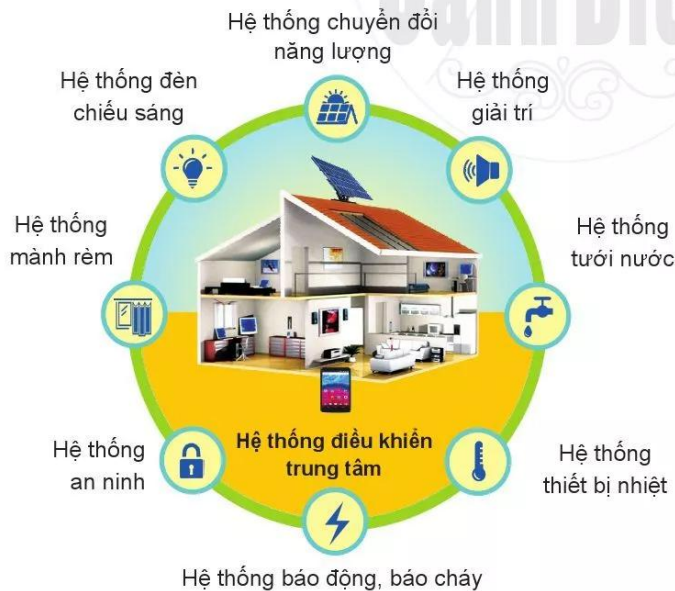 Hệ thống chuyển đổi
năng lượng
Hệ thống đèn
chiếu sáng
Hệ thống
giải trí
Hệ thống
mành rèm
Hệ thống
tưới nước
Hệ thống điều khiển
trung tâm
Hệ thống
an ninh
Hệ thống
thiết bị nhiệt
Hệ thống báo động, báo cháy